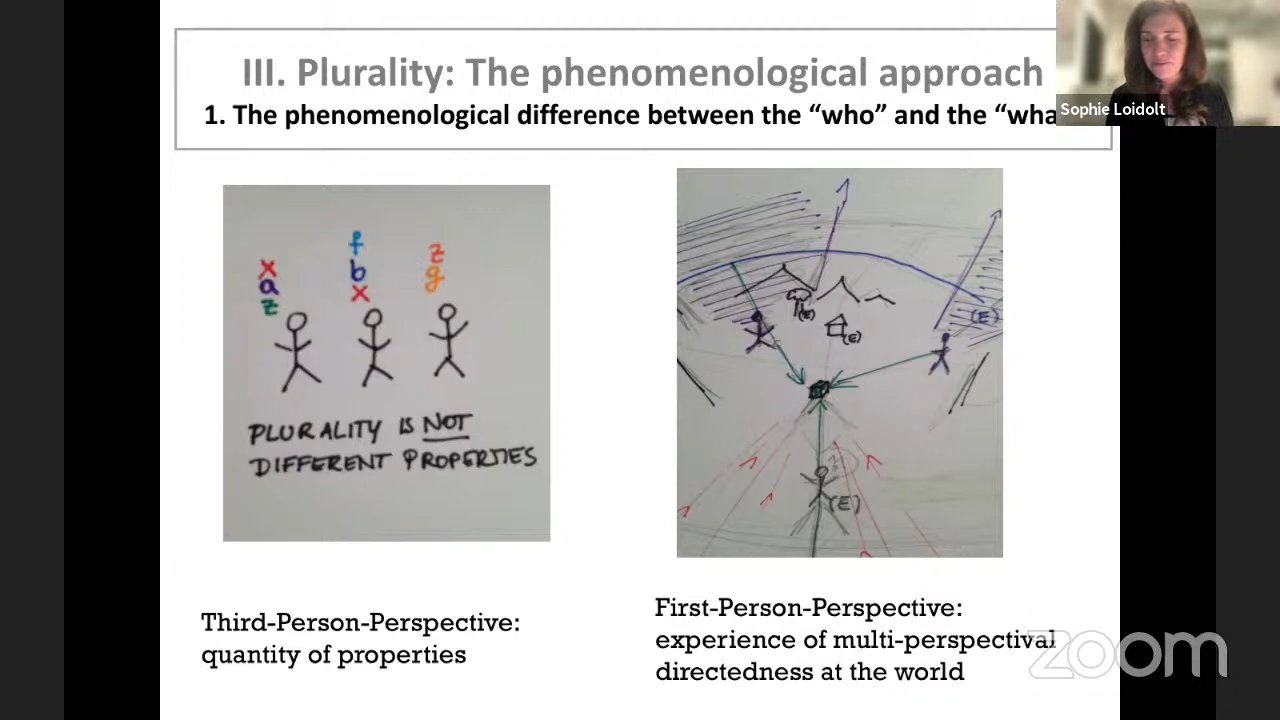 III. Plurality: The phenomenological approach
1. The phenomenological difference between the “who” and the “wha
Sophie Loidolt
f
x
b
z
a
x
g
z
PLURALITY IS NOT
DIFFERENT PROPERTIES
(E)
(E)
(E)
(E)
Third-Person-Perspective:
quantity of properties
First-Person-Perspective:
experience of multi-perspectival
directedness at the world
zoom